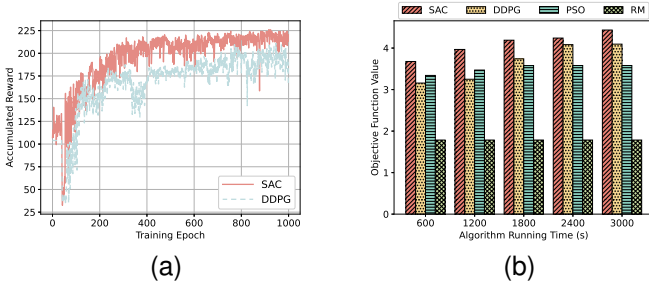 225
200
175
150
125
100
75
50
25
0 200 400 600 800 1000
Accumulated Reward
Training Epoch
SAC
DDPG
(a)
SAC DDPG PSO RM
4
3
2
1
0
Objective Function Value
600 1200 1800 2400 3000
Algorithm Running Time (s)
(b)